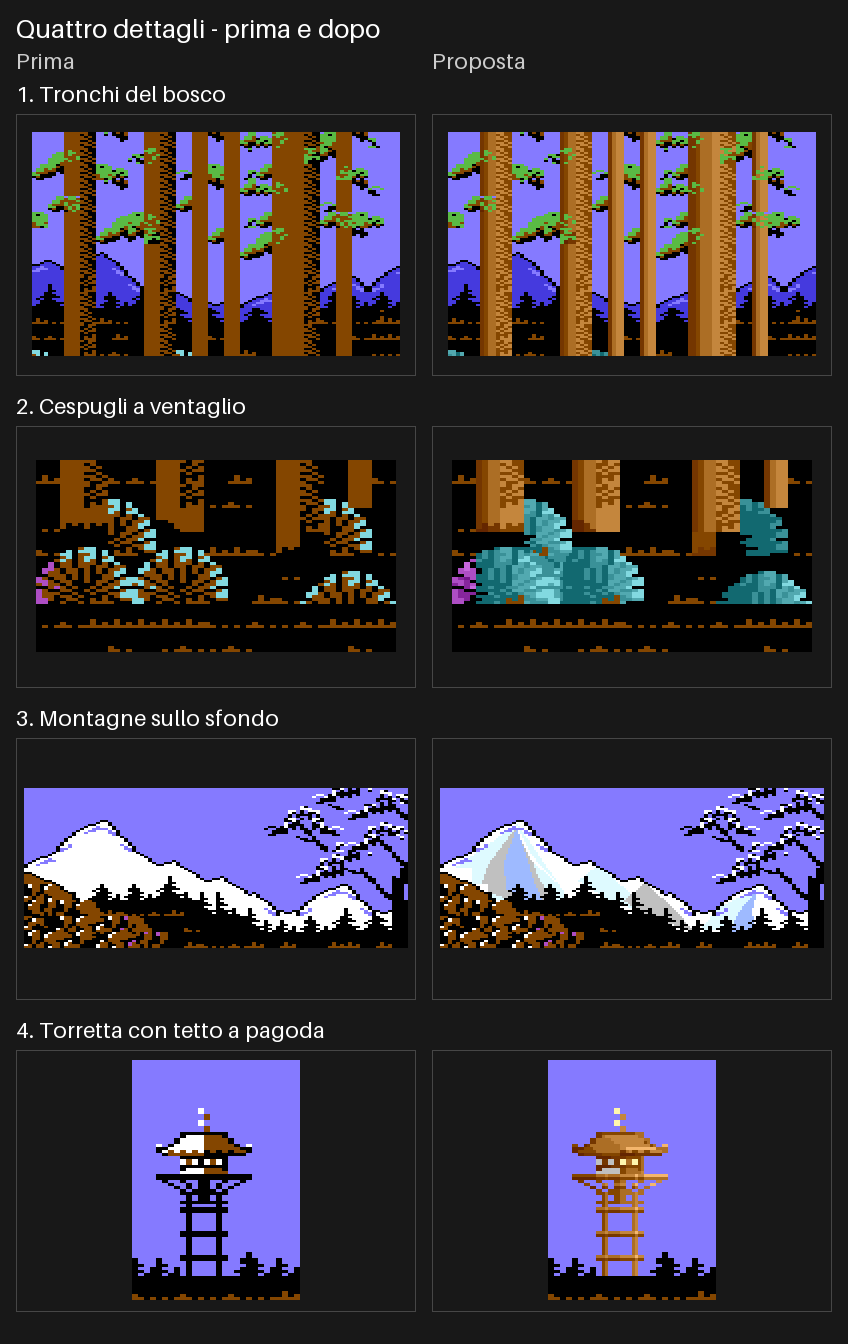 Quattro dettagli - prima e dopo
Prima
Proposta
1. Tronchi del bosco
2. Cespugli a ventaglio
3. Montagne sullo sfondo
4. Torretta con tetto a pagoda